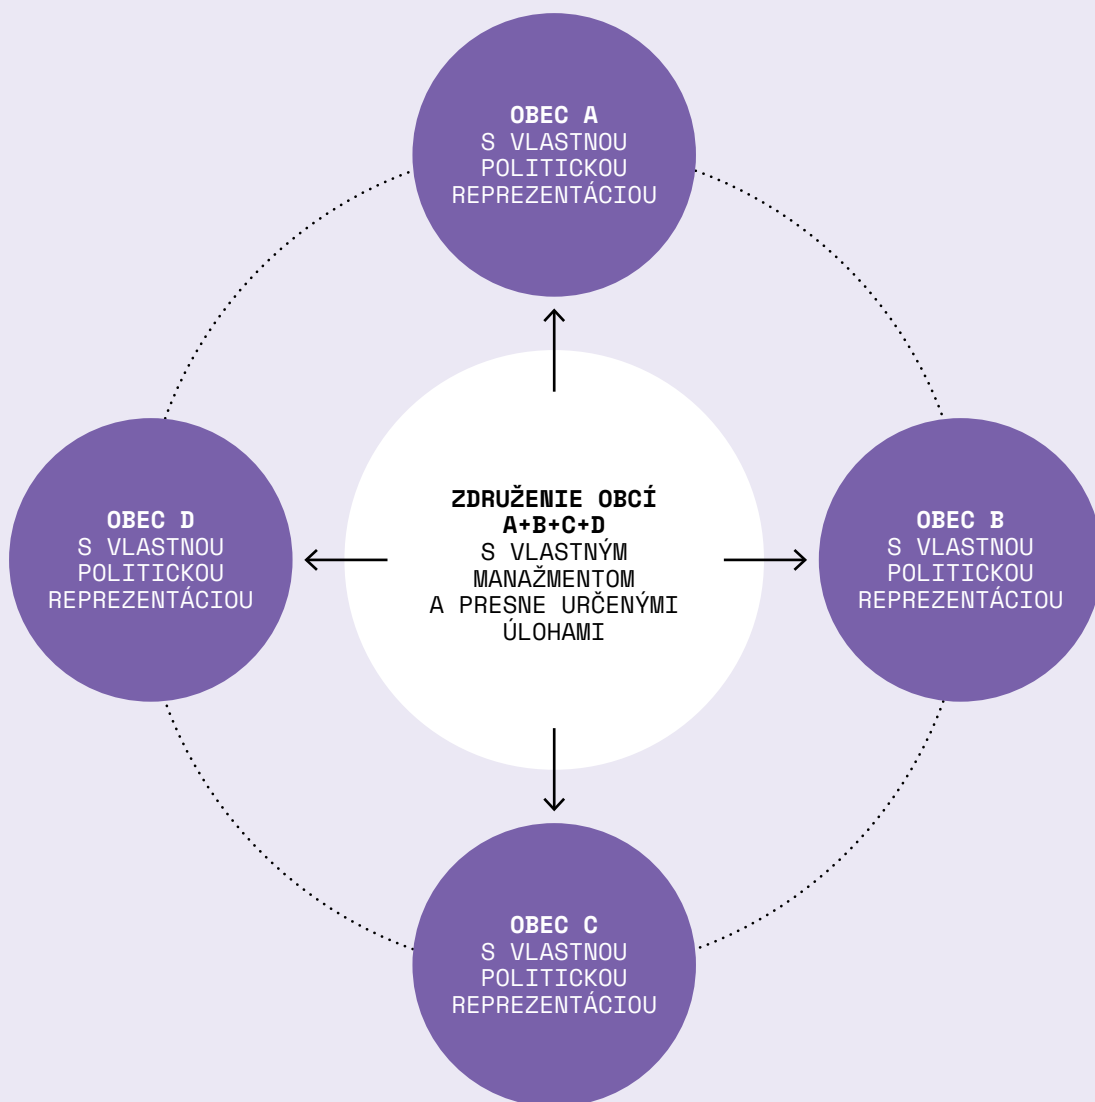 OBEC A
S VLASTNOU
POLITICKOU
REPREZENTÁCIOU
ZDRUŽENIE OBCÍ
A+B+C+D
S VLASTNÝM
MANAŽMENTOM
A PRESNE URČENÝMI
ÚLOHAMI
OBEC D
S VLASTNOU
POLITICKOU
REPREZENTÁCIOU
OBEC B
S VLASTNOU
POLITICKOU
REPREZENTÁCIOU
OBEC C
S VLASTNOU
POLITICKOU
REPREZENTÁCIOU